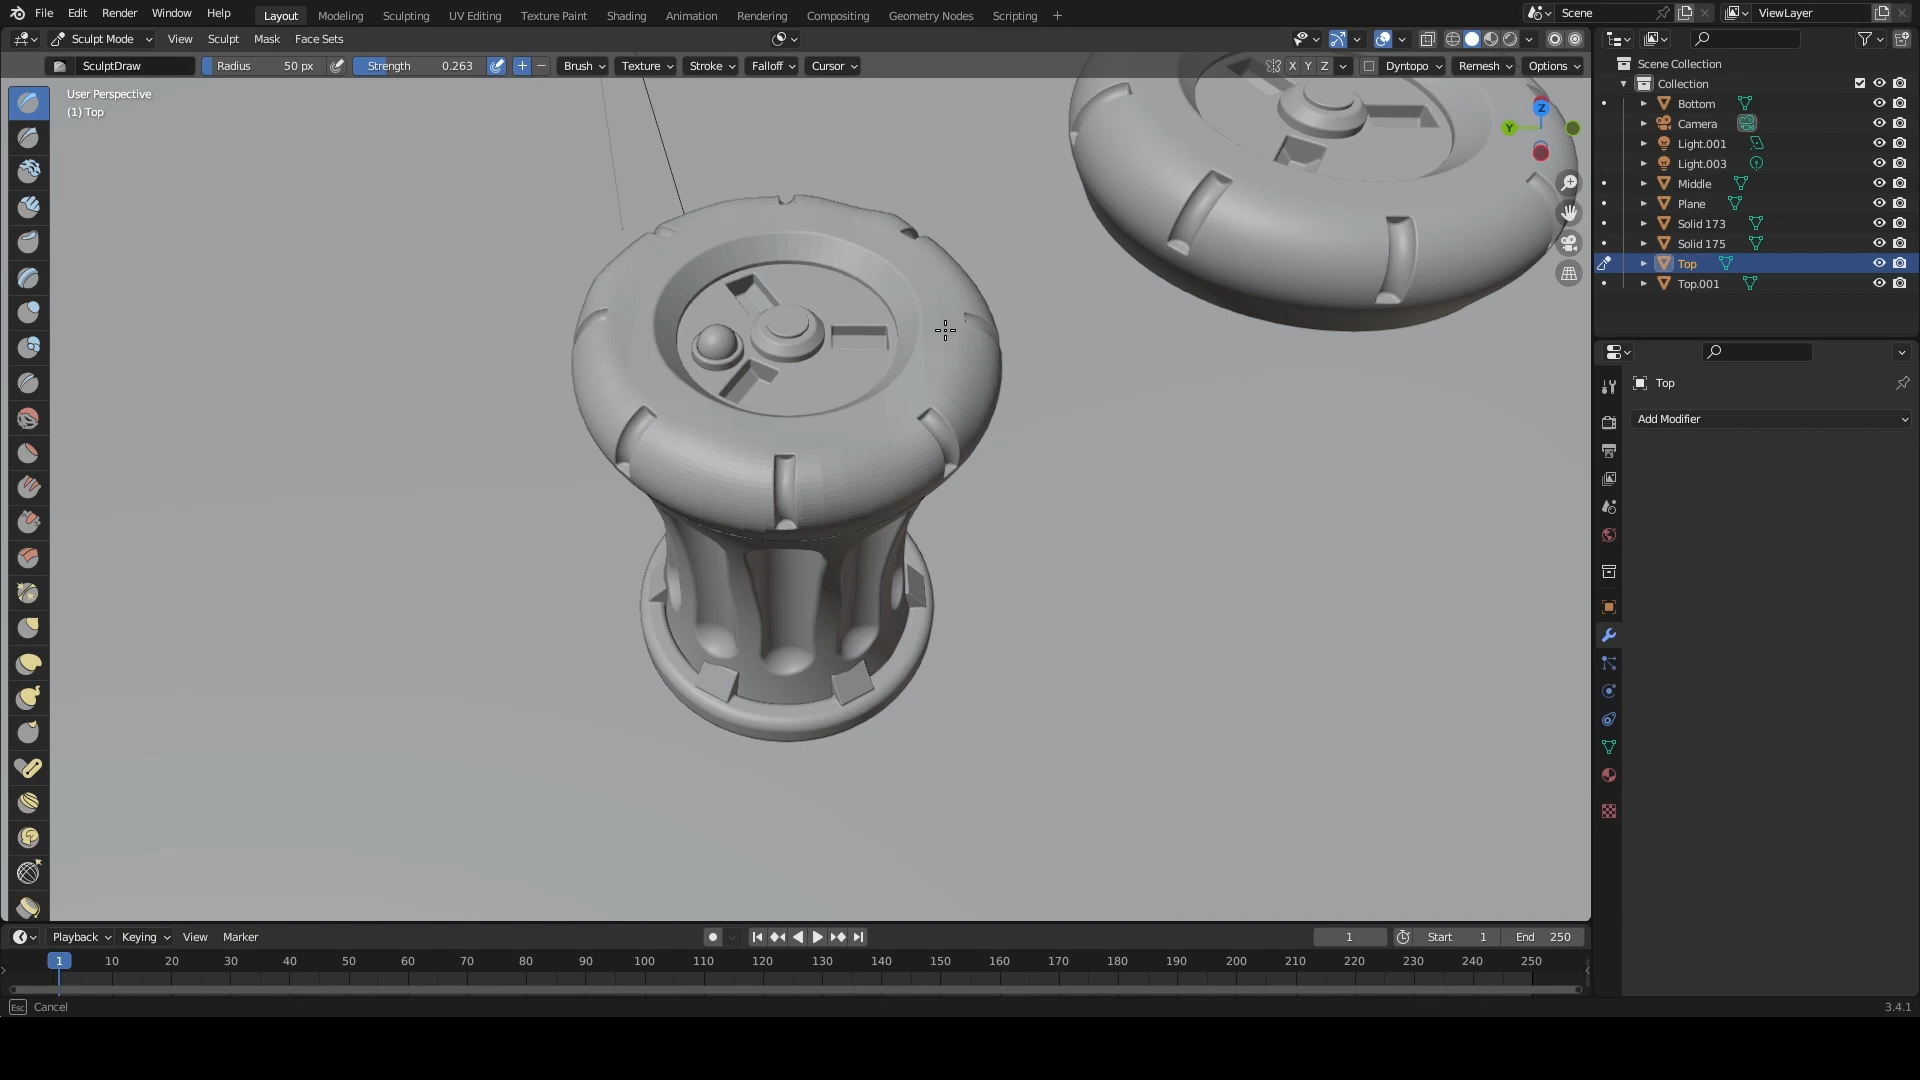 File Edit Render Window Help Layout Modeling Sculpting UV Editing Texture Paint Shading Animation Rendering Compositing Geometry Nodes Scripting Scene ViewLayer
Sculpt Mode View Sculpt Mask Face Sets
SculptDraw Radius 50 px Strength 0.263 Brush Texture Stroke Falloff Cursor X Y Z Dyntopo Remesh Options
User Perspective
(1) Top
Z
Y
Scene Collection
Collection
Bottom
Camera
Light.001
Light.003
Middle
Plane
Solid 173
Solid 175
Top
Top.001
Top
Add Modifier
Playback Keying View Marker 1 Start 1 End 250
1 10 20 30 40 50 60 70 80 90 100 110 120 130 140 150 160 170 180 190 200 210 220 230 240 250
Esc Cancel 3.4.1